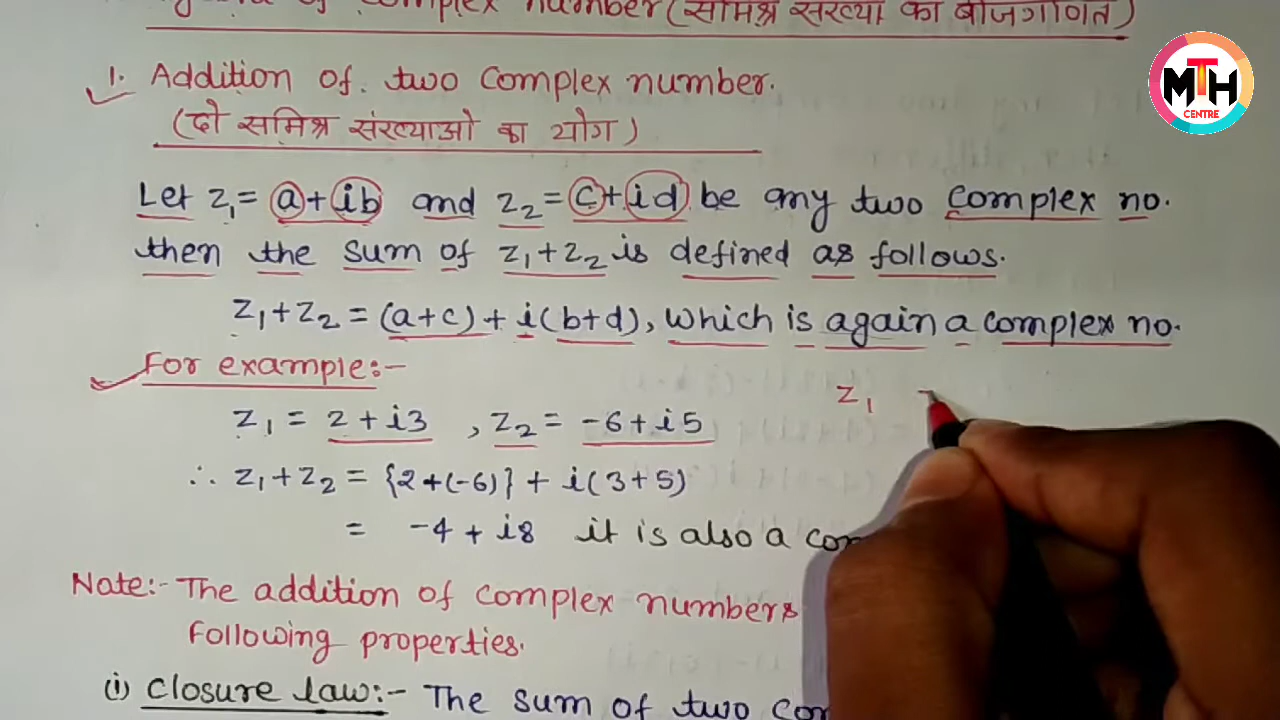 of complex number (समिश्र संख्या का बीजगणित)
1. Addition of two complex number.
(दो समिश्र संख्याओ का योग)
Let z₁ = a+ib and z₂ = c+id be any two complex no.
then the sum of z₁+z₂ is defined as follows.
z₁+z₂ = (a+c) + i(b+d), which is again a complex no.
For example:-
z₁
z₁ = 2+i3 , z₂ = -6+i5
∴ z₁+z₂ = {2+(-6)} + i(3+5)
= -4 + i8 it is also a
Note:- The addition of complex numbers
following properties.
(i) closure law:- The sum of two
MTH
CENTRE